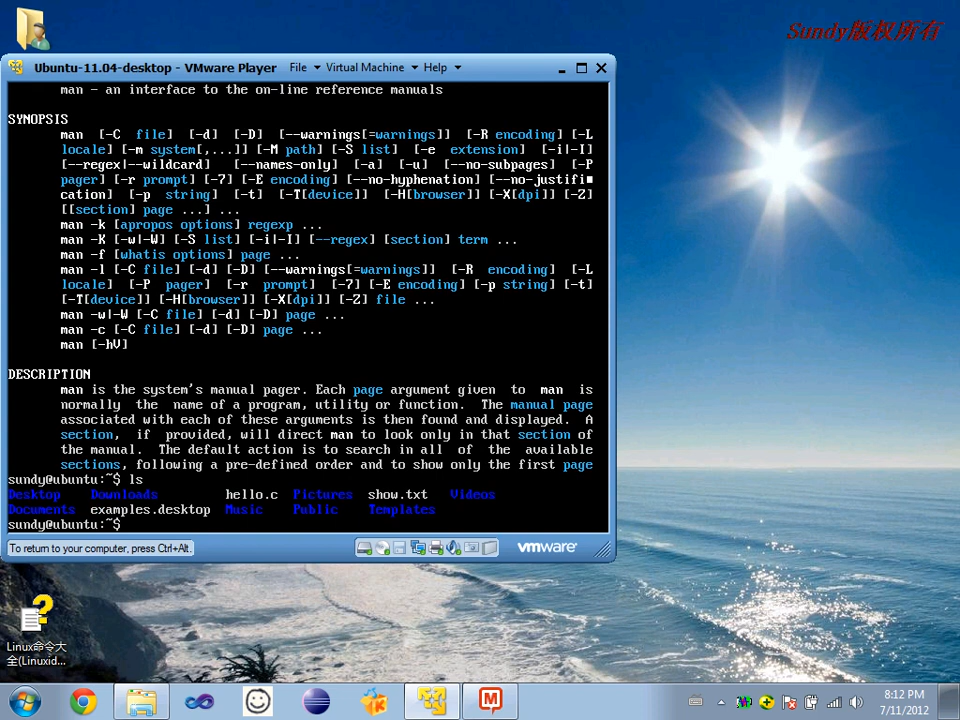 Sundy版权所有
Ubuntu-11.04-desktop - VMware Player File Virtual Machine Help
man - an interface to the on-line reference manuals
SYNOPSIS
man [-C file] [-d] [-D] [--warnings[=warnings]] [-R encoding] [-L
locale] [-m system[,...]] [-M path] [-S list] [-e extension] [-i|-I]
[--regex|--wildcard] [--names-only] [-a] [-u] [--no-subpages] [-P
pager] [-r prompt] [-7] [-E encoding] [--no-hyphenation] [--no-justifi■
cation] [-p string] [-t] [-T[device]] [-H[browser]] [-X[dpi]] [-Z]
[[section] page ...] ...
man -k [apropos options] regexp ...
man -K [-w|-W] [-S list] [-i|-I] [--regex] [section] term ...
man -f [whatis options] page ...
man -l [-C file] [-d] [-D] [--warnings[=warnings]] [-R encoding] [-L
locale] [-P pager] [-r prompt] [-7] [-E encoding] [-p string] [-t]
[-T[device]] [-H[browser]] [-X[dpi]] [-Z] file ...
man -w|-W [-C file] [-d] [-D] page ...
man -c [-C file] [-d] [-D] page ...
man [-hV]
DESCRIPTION
man is the system's manual pager. Each page argument given to man is
normally the name of a program, utility or function. The manual page
associated with each of these arguments is then found and displayed. A
section, if provided, will direct man to look only in that section of
the manual. The default action is to search in all of the available
sections, following a pre-defined order and to show only the first page
sundy@ubuntu:~$ ls
Desktop Downloads hello.c Pictures show.txt Videos
Documents examples.desktop Music Public Templates
sundy@ubuntu:~$
To return to your computer, press Ctrl+Alt.
vmware
Linux命令大
全(Linuxid...
8:12 PM
7/11/2012